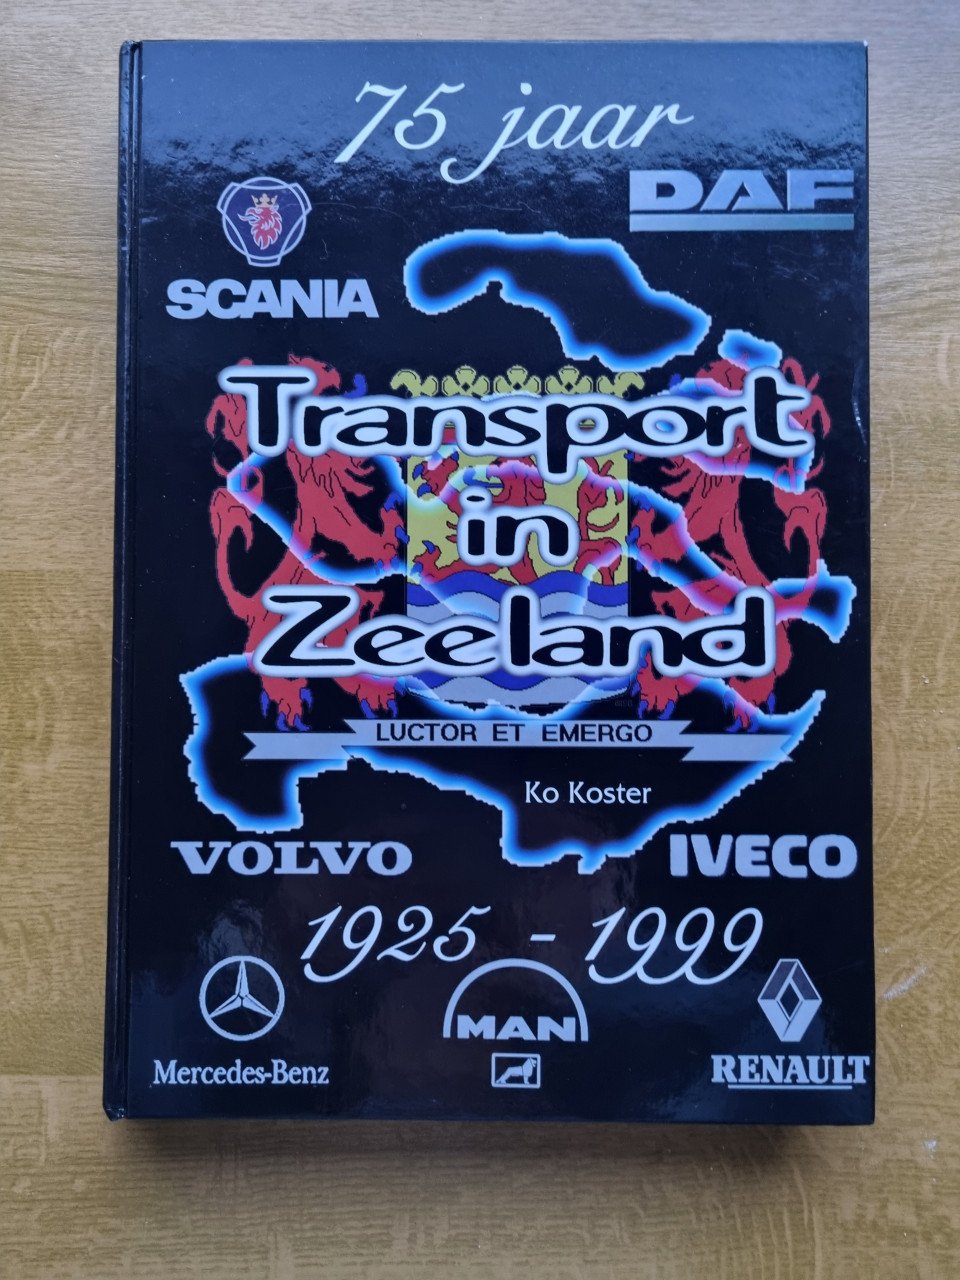 75 jaar
DAF
SCANIA
Transport
in
Zeeland
LUCTOR ET EMERGO
Ko Koster
VOLVO
IVECO
1925 - 1999
MAN
Mercedes-Benz
RENAULT